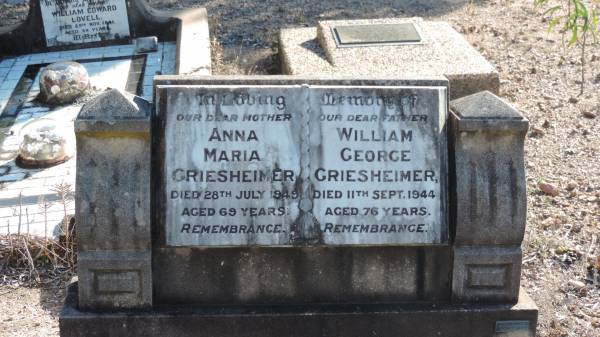 WILLIAM EDWARD
LOVELL
In Loving Memory of
OUR DEAR MOTHER
ANNA
MARIA
GRIESHEIMER,
DIED 28TH JULY 1949
AGED 69 YEARS.
REMEMBRANCE.
OUR DEAR FATHER
WILLIAM
GEORGE
GRIESHEIMER,
DIED 11TH SEPT. 1944
AGED 76 YEARS.
REMEMBRANCE.